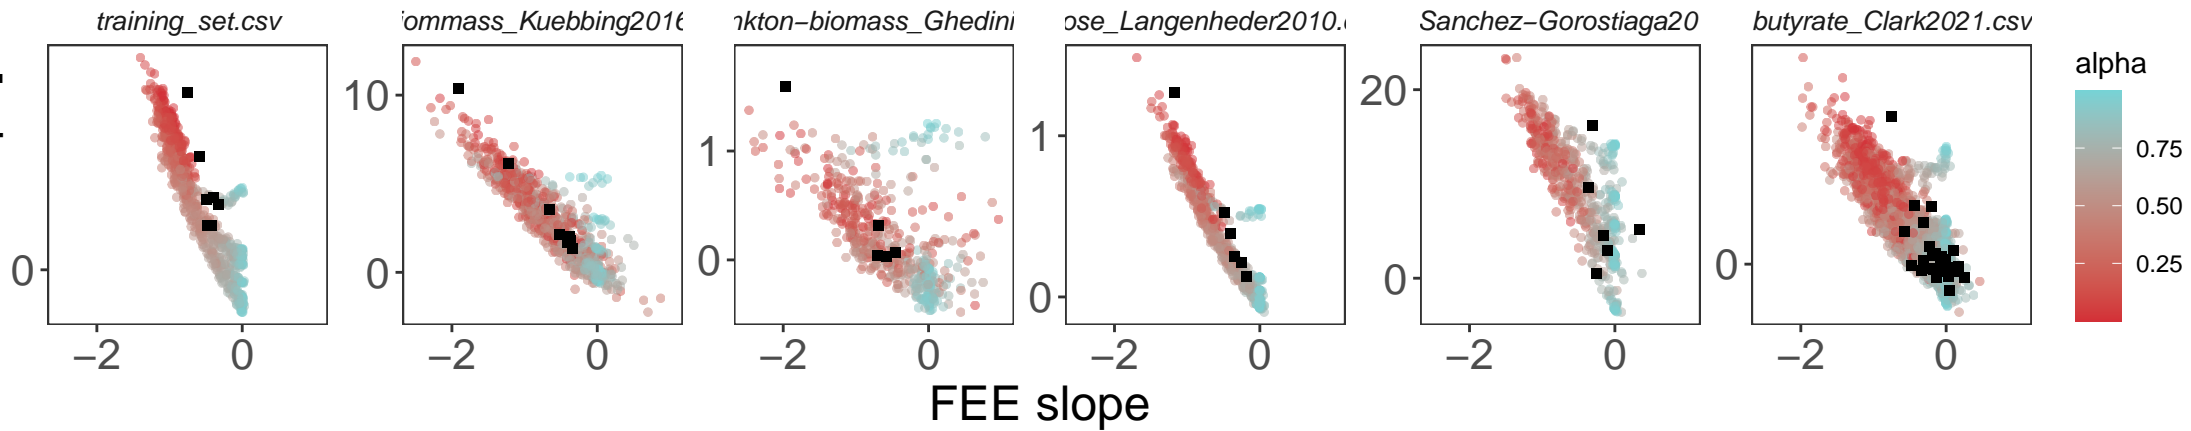 training_set.csv
iommass_Kuebbing2016
nkton−biomass_Ghedini
ose_Langenheder2010.c
Sanchez−Gorostiaga20
butyrate_Clark2021.csv
0
10
0
1
0
1
0
20
0
0
−2 0
−2 0
−2 0
−2 0
−2 0
−2 0
FEE slope
alpha
0.75
0.50
0.25